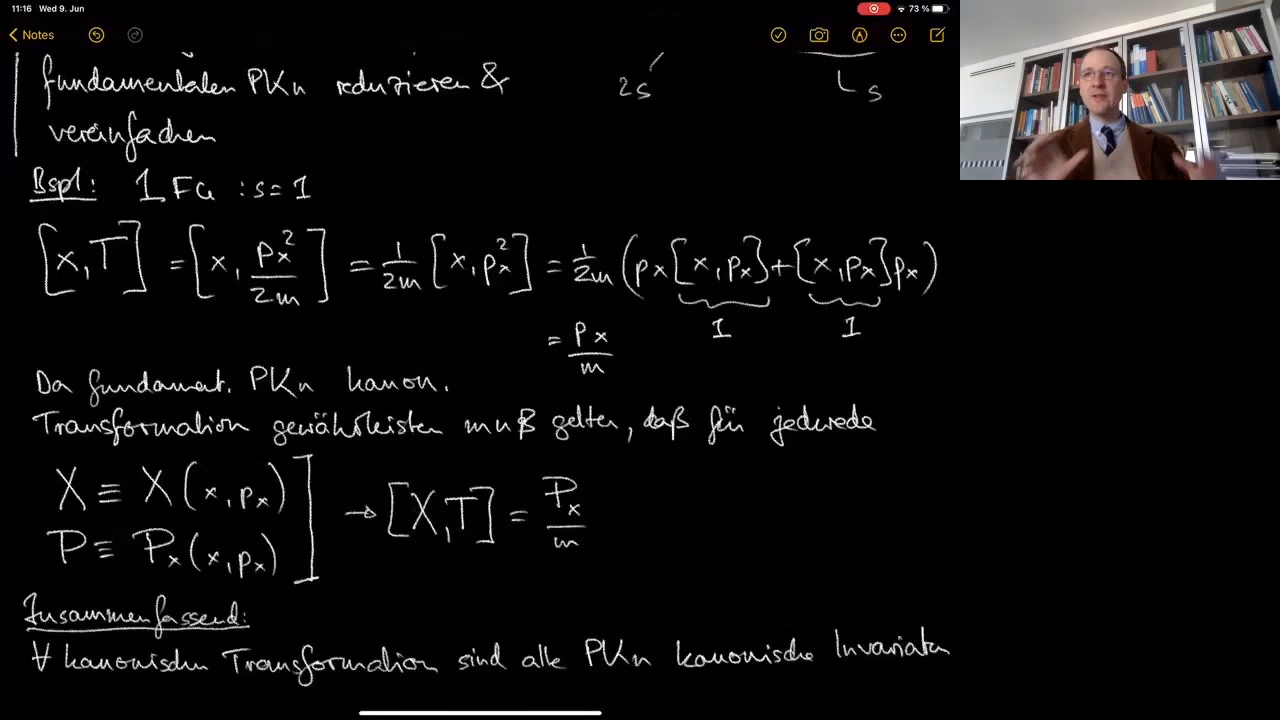 11:16 Wed 9. Jun 73 %
Notes
fundamentalen PKn reduzieren &
vereinfachen
2s
s
Bspl: 1 FG : s=1
[x,T] = [x, px²/2m] = 1/2m [x,px²] = 1/2m (px[x,px]+[x,px]px)
1 1
= px/m
Da fundament. PKn kanon.
Transformation gewährleisten muß gelten, daß für jedwede
X ≡ X(x,px)
P ≡ Px(x,px) ] → [X,T] = Px/m
Zusammenfassend:
∀ kanonischen Transformation sind alle PKn kanonische Invarianten